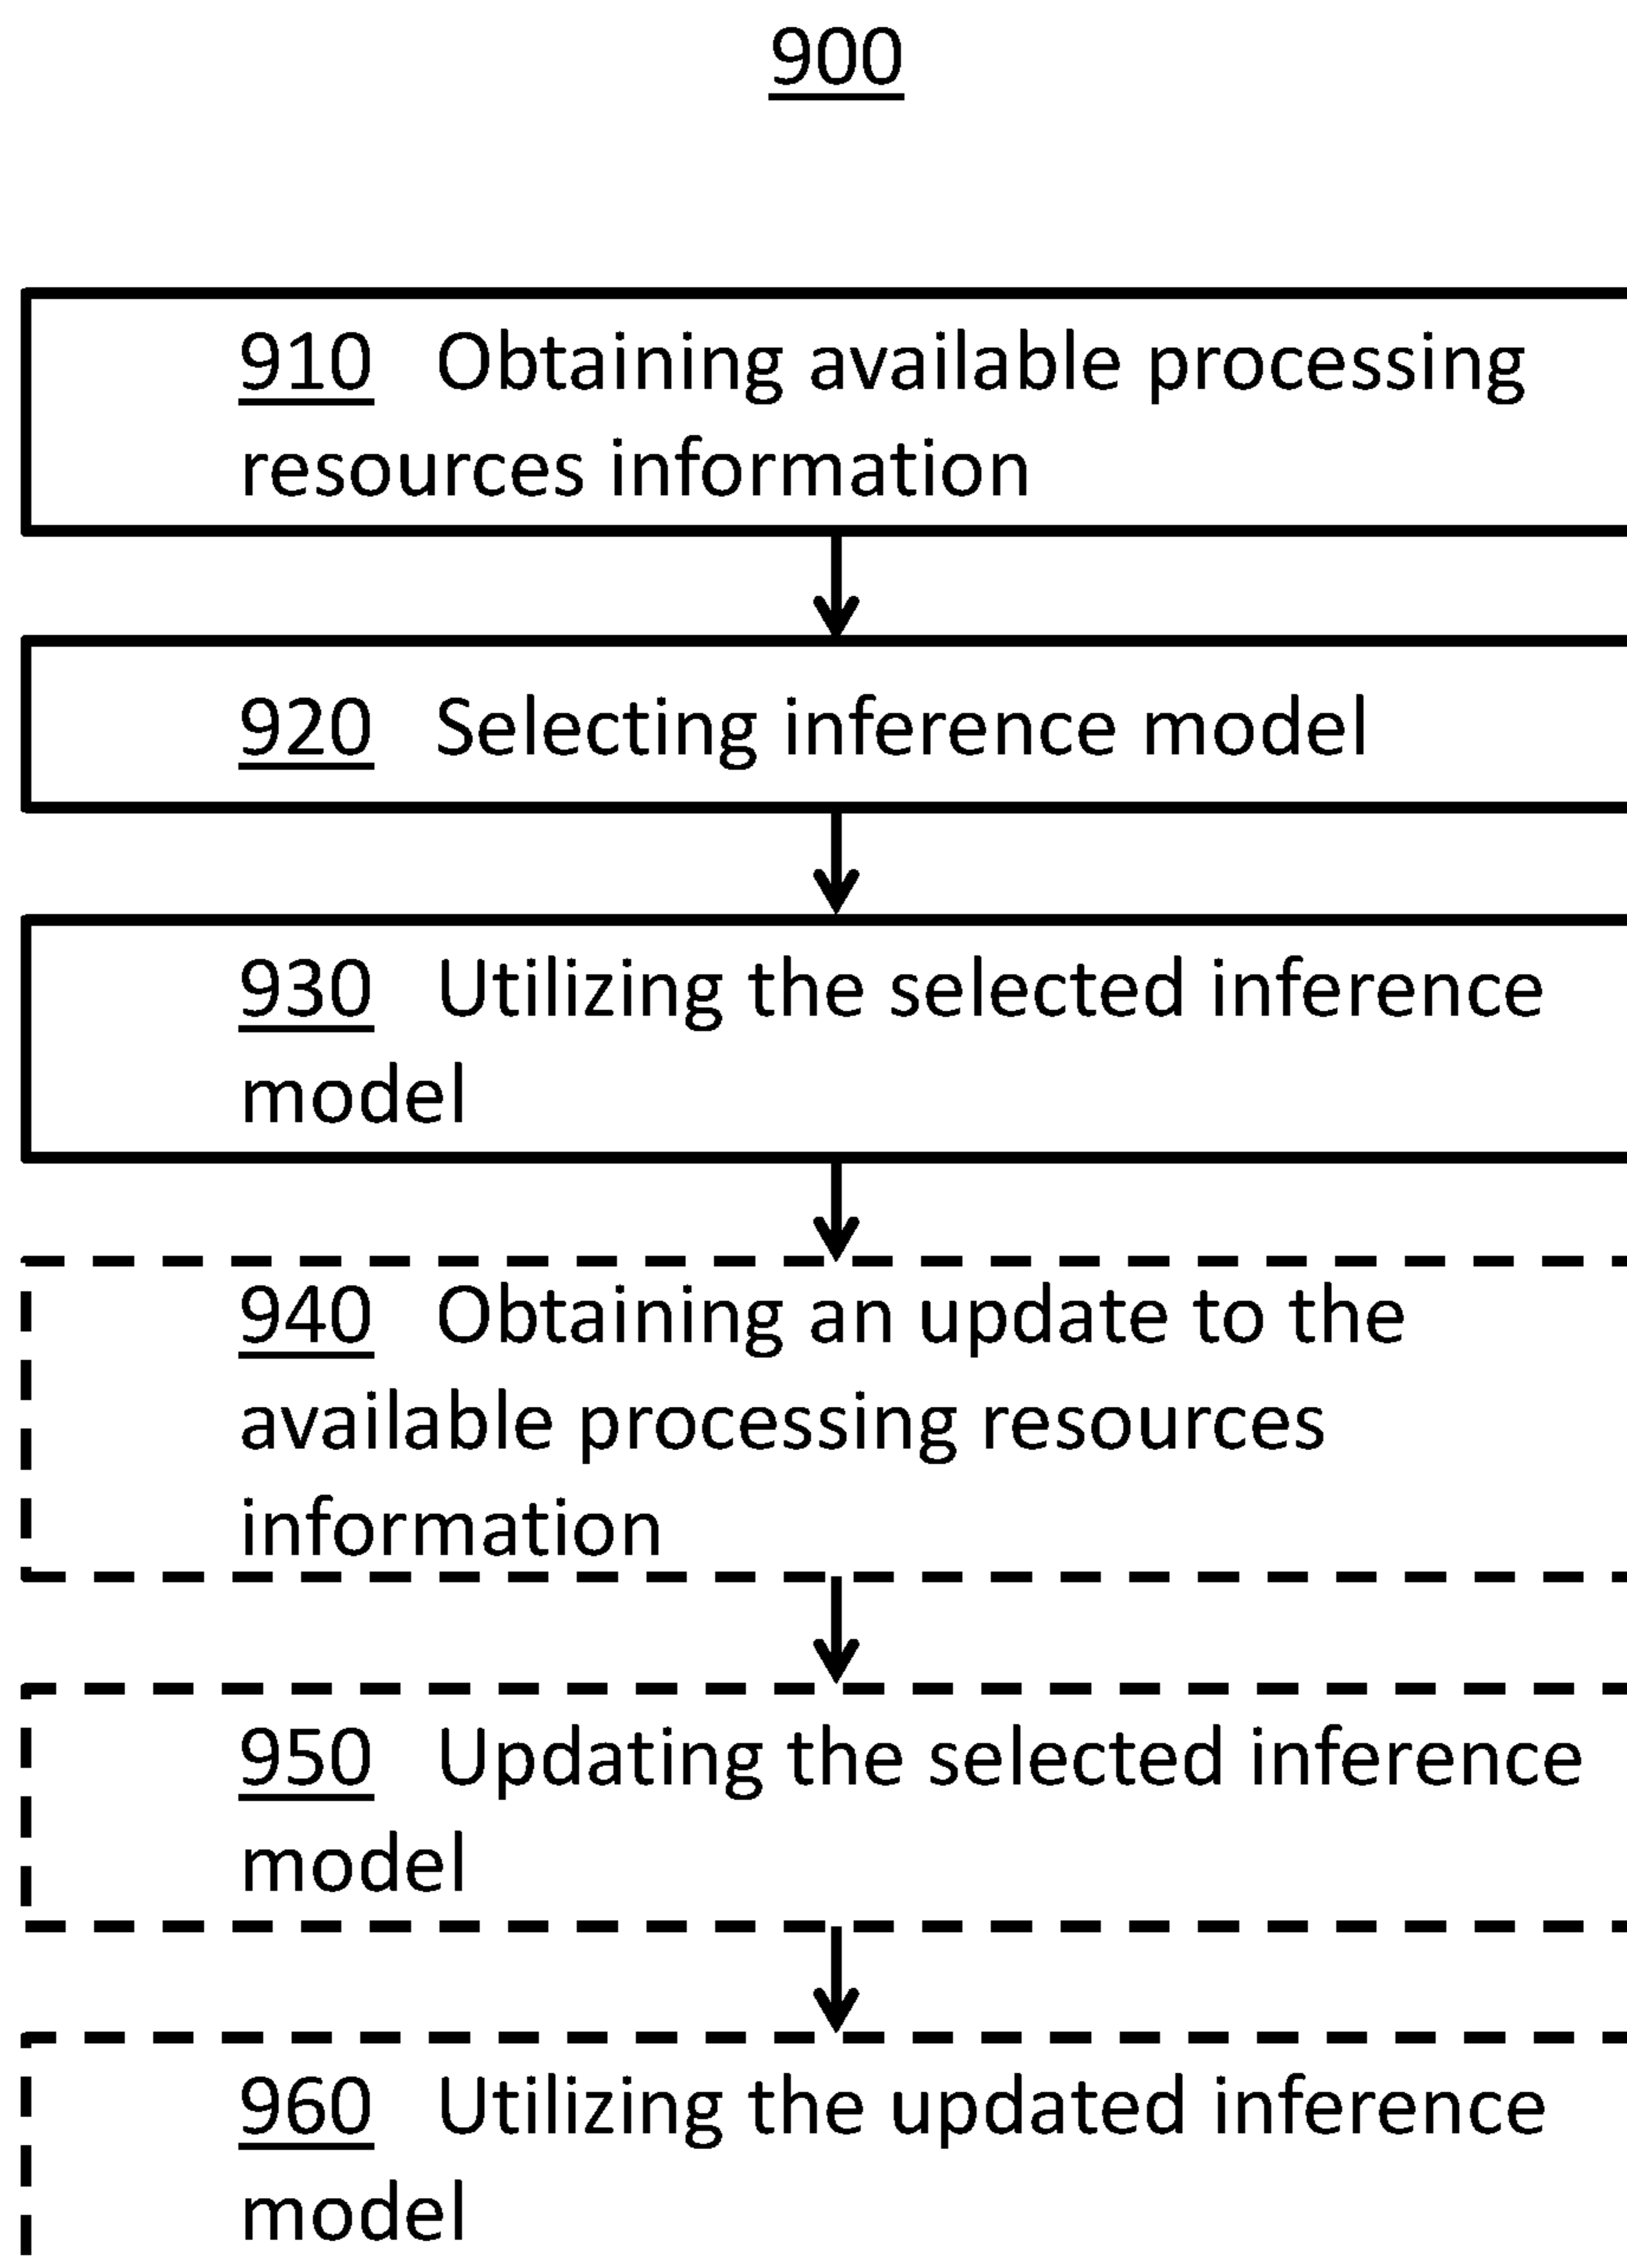 900
910 Obtaining available processing
resources information
920 Selecting inference model
930 Utilizing the selected inference
model
940 Obtaining an update to the
available processing resources
information
950 Updating the selected inference
model
960 Utilizing the updated inference
model